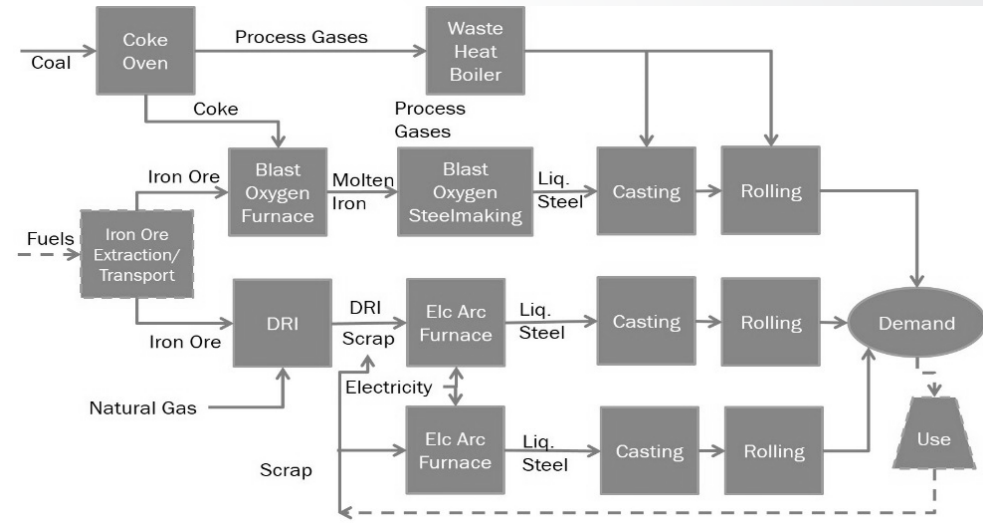 Coke
Oven
Process Gases
Waste
Heat
Boiler
Coal
Coke
Process
Gases
Iron Ore
Blast
Oxygen
Furnace
Molten
Iron
Blast
Oxygen
Steelmaking
Liq.
Steel
Casting
Rolling
Fuels
Iron Ore
Extraction/
Transport
Iron Ore
DRI
DRI
Scrap
Elc Arc
Furnace
Liq.
Steel
Casting
Rolling
Demand
Natural Gas
Electricity
Scrap
Elc Arc
Furnace
Liq.
Steel
Casting
Rolling
Use